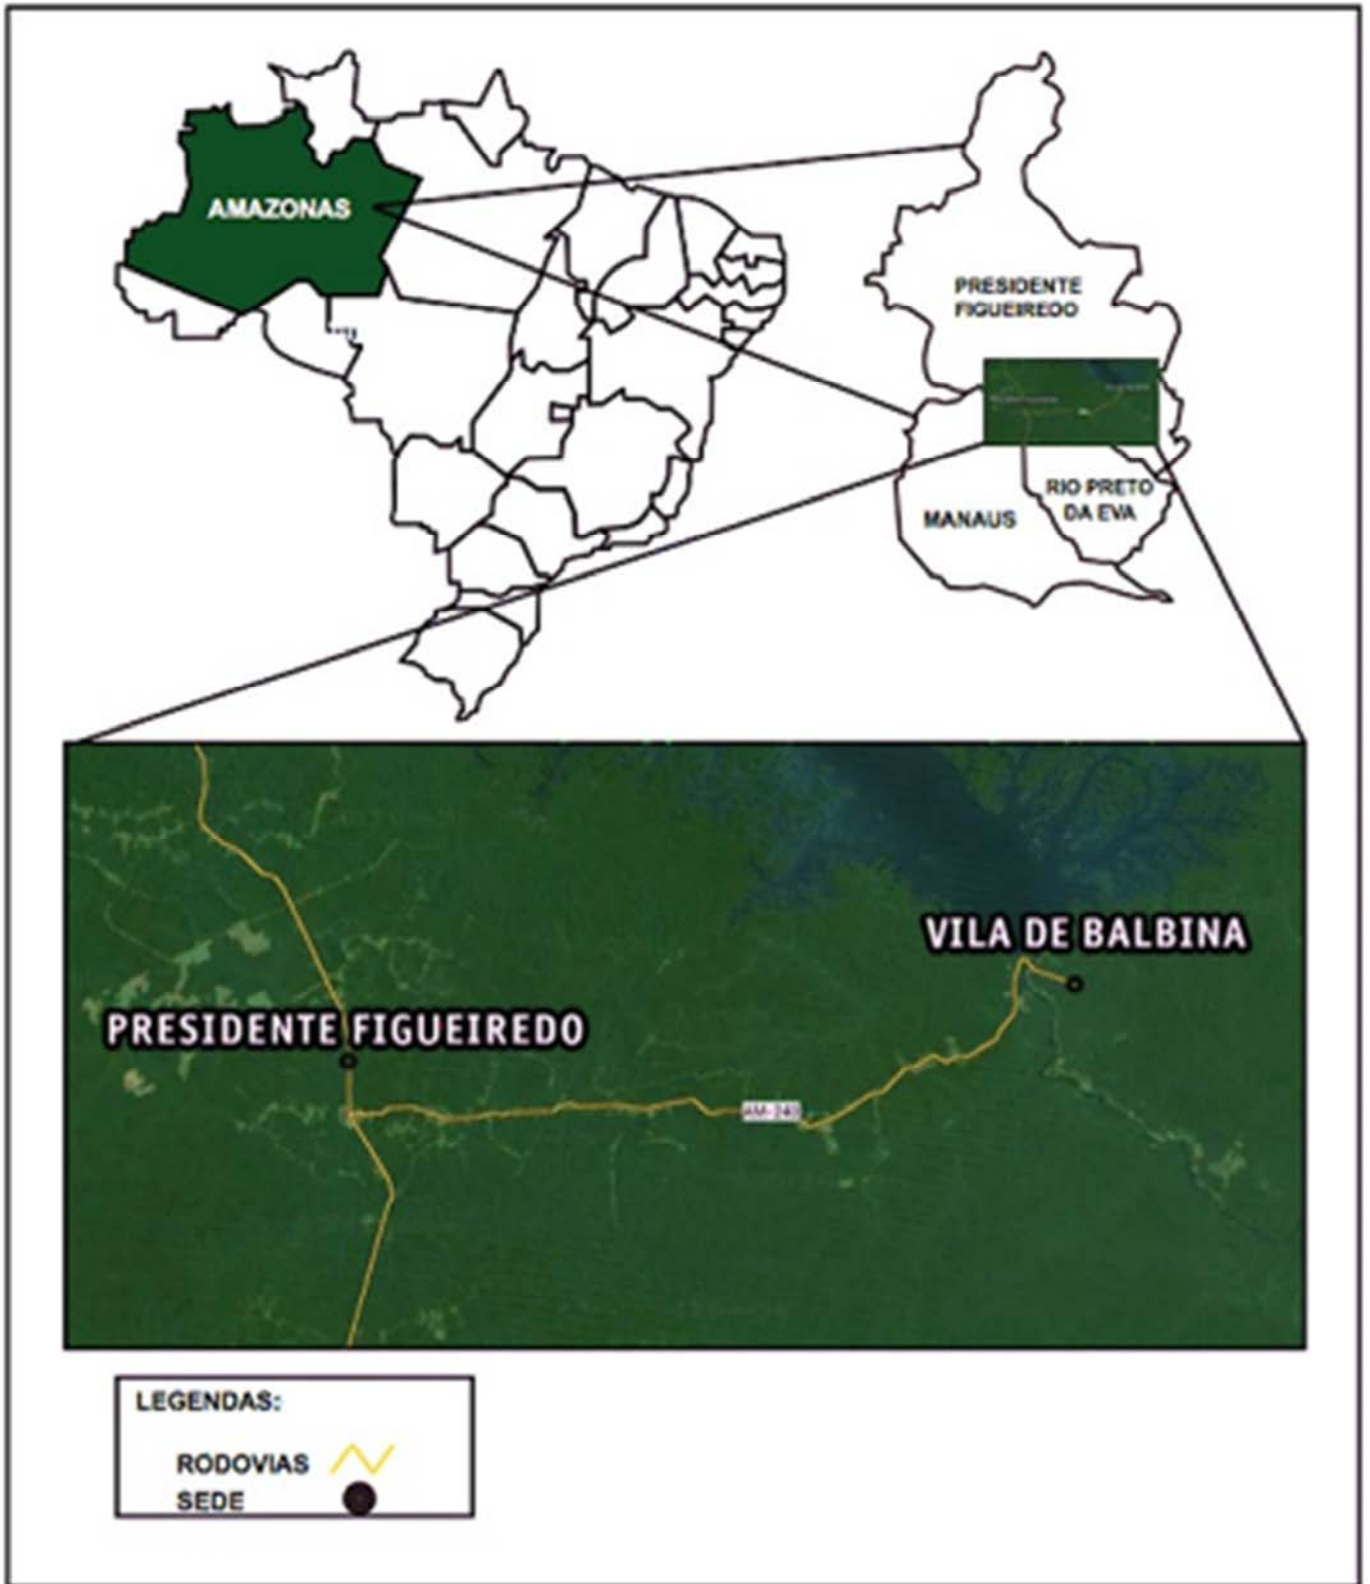 AMAZONAS
PRESIDENTE
FIGUEIREDO
MANAUS
RIO PRETO
DA EVA
VILA DE BALBINA
PRESIDENTE FIGUEIREDO
AM-240
LEGENDAS:
RODOVIAS
SEDE